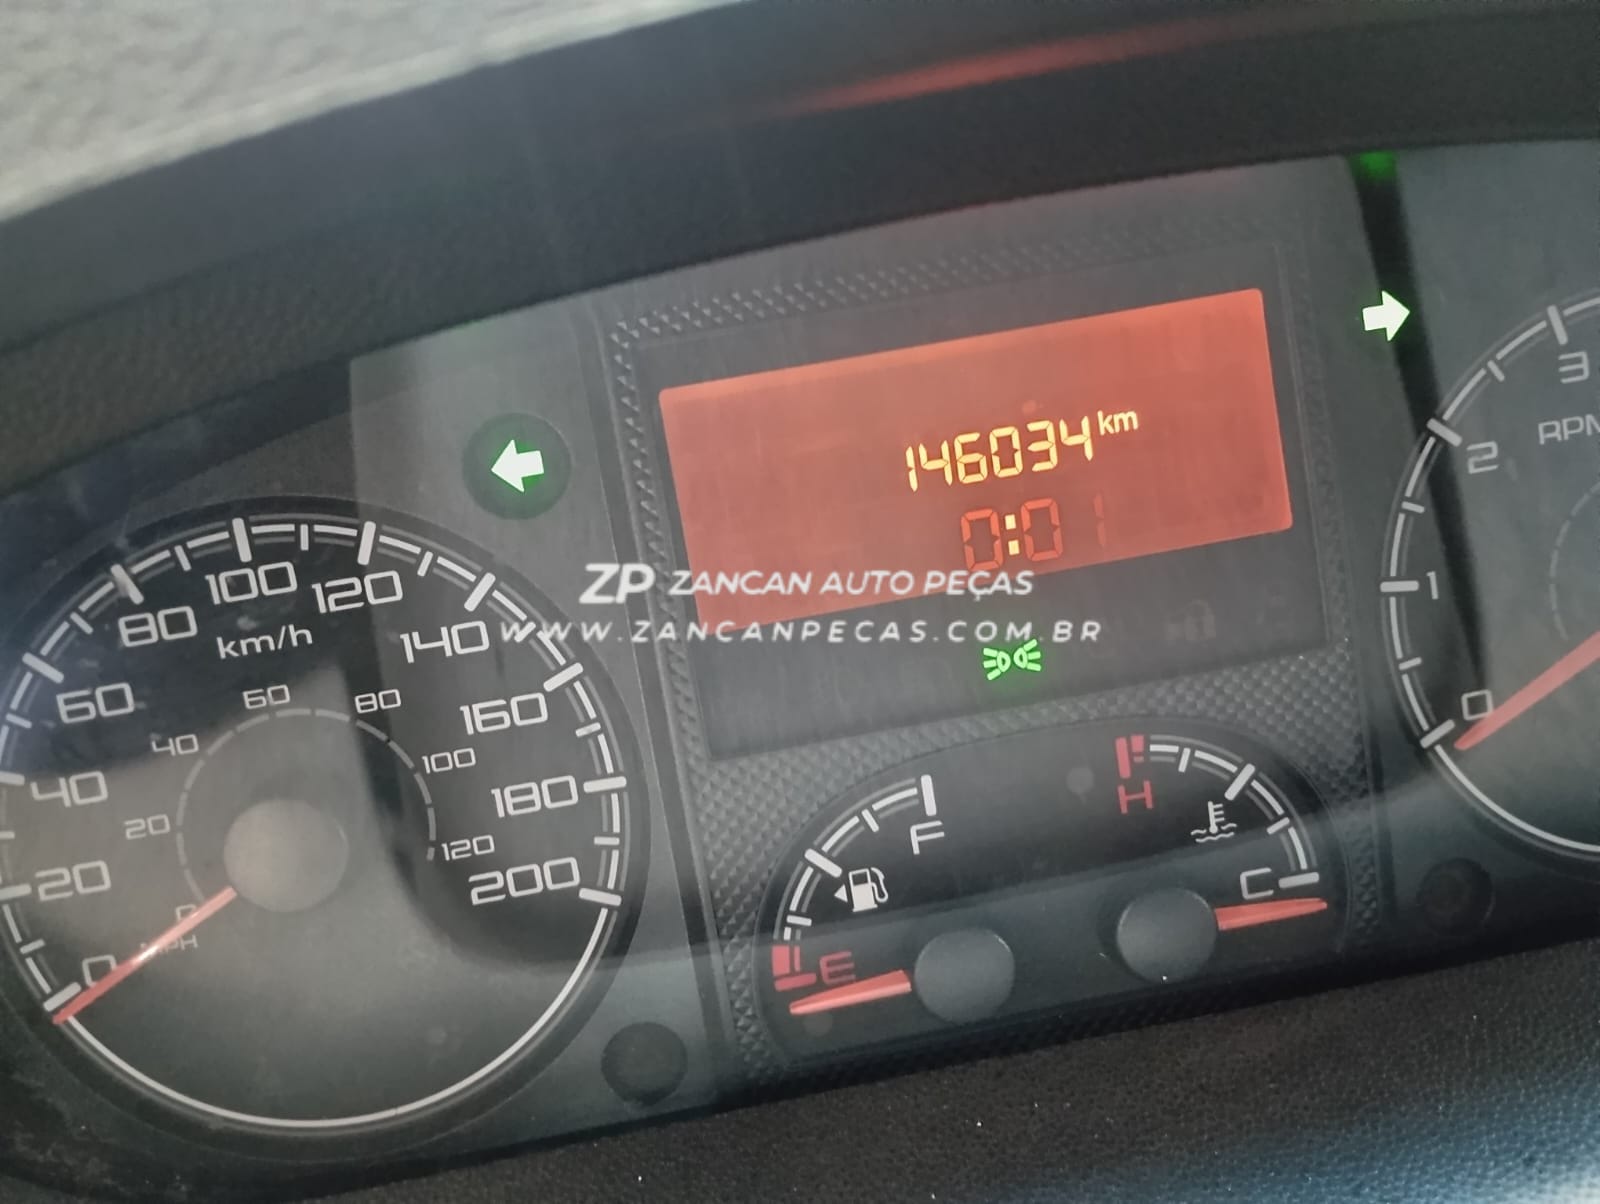 146034 km
0:01
ZP ZANCAN AUTO PEÇAS
WWW.ZANCANPECAS.COM.BR
0 20 40 60 80 100 120 140 160 180 200
km/h
0 20 40 60 80 100 120
MPH
E F
H C
0 1 2 3
RPM